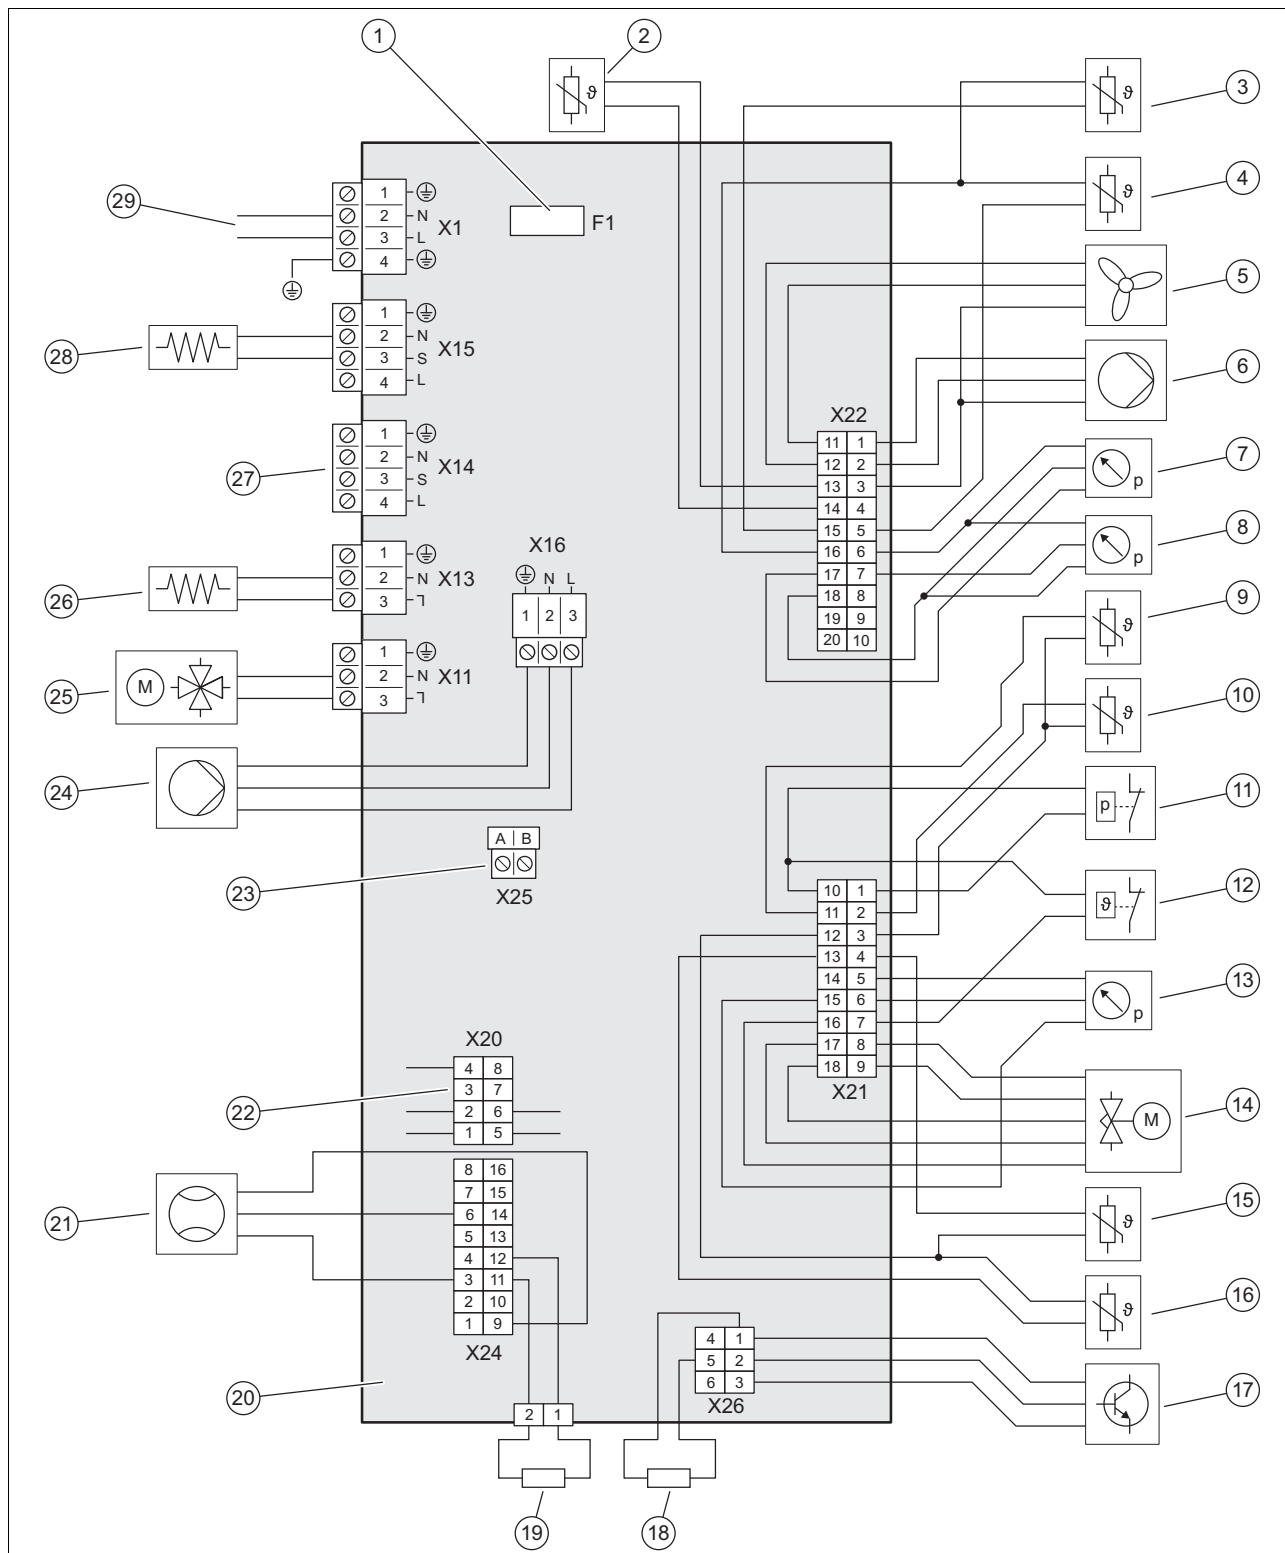 1
2
3
4
5
6
7
8
9
10
11
12
13
14
15
16
17
18
19
20
21
22
23
24
25
26
27
28
29
F1
X1
1
2 N
3 L
4
X15
1
2 N
3 S
4 L
X14
1
2 N
3 S
4 L
X13
1
2 N
3 L
X11
1
2 N
3 L
X16
N L
1 2 3
M
A B
X25
X20
4 8
3 7
2 6
1 5
8 16
7 15
6 14
5 13
4 12
3 11
2 10
1 9
X24
2 1
X22
11 1
12 2
13 3
14 4
15 5
16 6
17 7
18 8
19 9
20 10
10 1
11 2
12 3
13 4
14 5
15 6
16 7
17 8
18 9
X21
4 1
5 2
6 3
X26
ϑ
ϑ
ϑ
p
p
ϑ
ϑ
p
ϑ
p
M
ϑ
ϑ